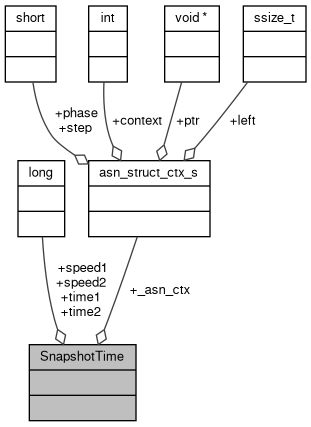 short
int
void *
ssize_t
+phase
+step
+context
+ptr
+left
long
asn_struct_ctx_s
+speed1
+speed2
+time1
+time2
+_asn_ctx
SnapshotTime